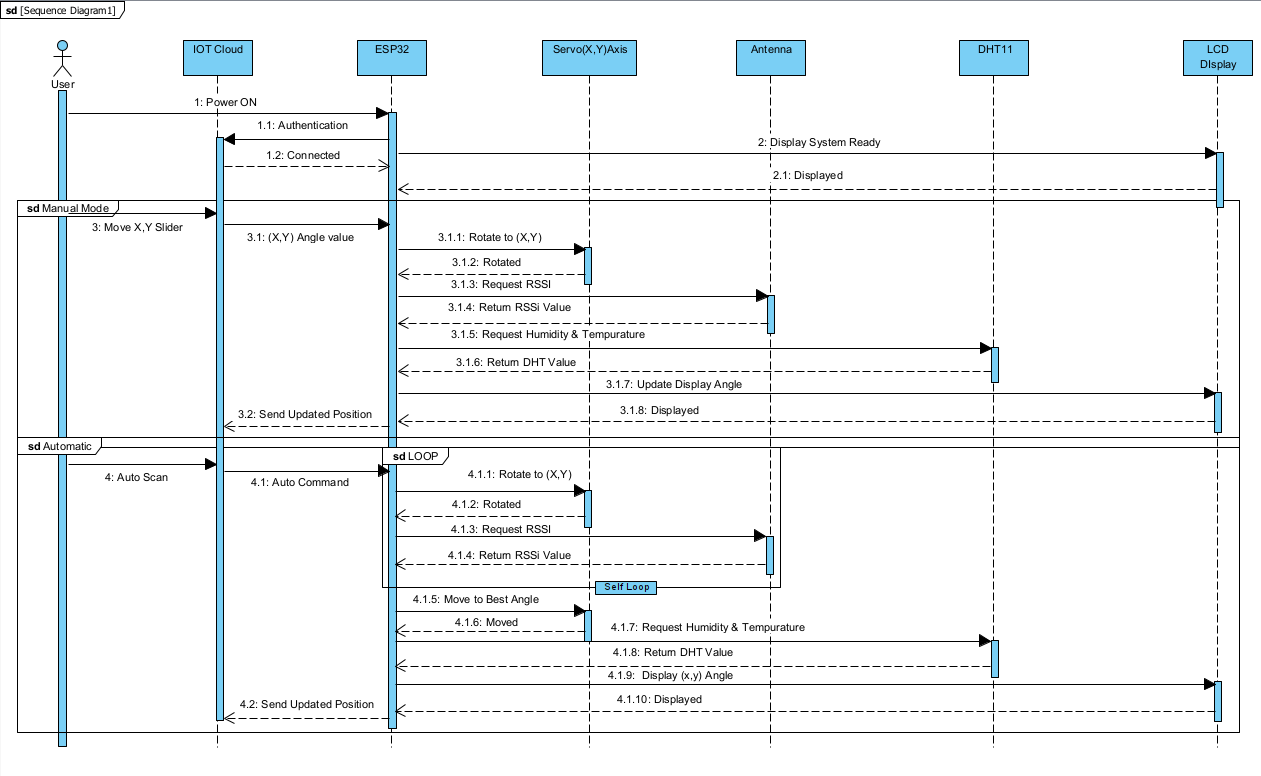 sd [Sequence Diagram1]
User
IOT Cloud
ESP32
Servo(X,Y)Axis
Antenna
DHT11
LCD
DIsplay
1: Power ON
1.1: Authentication
2: Display System Ready
1.2: Connected
2.1: Displayed
sd Manual Mode
3: Move X,Y Slider
3.1: (X,Y) Angle value
3.1.1: Rotate to (X,Y)
3.1.2: Rotated
3.1.3: Request RSSI
3.1.4: Return RSSi Value
3.1.5: Request Humidity & Tempurature
3.1.6: Return DHT Value
3.1.7: Update Display Angle
3.1.8: Displayed
3.2: Send Updated Position
sd Automatic
sd LOOP
4: Auto Scan
4.1: Auto Command
4.1.1: Rotate to (X,Y)
4.1.2: Rotated
4.1.3: Request RSSI
4.1.4: Return RSSi Value
Self Loop
4.1.5: Move to Best Angle
4.1.6: Moved
4.1.7: Request Humidity & Tempurature
4.1.8: Return DHT Value
4.1.9: Display (x,y) Angle
4.1.10: Displayed
4.2: Send Updated Position